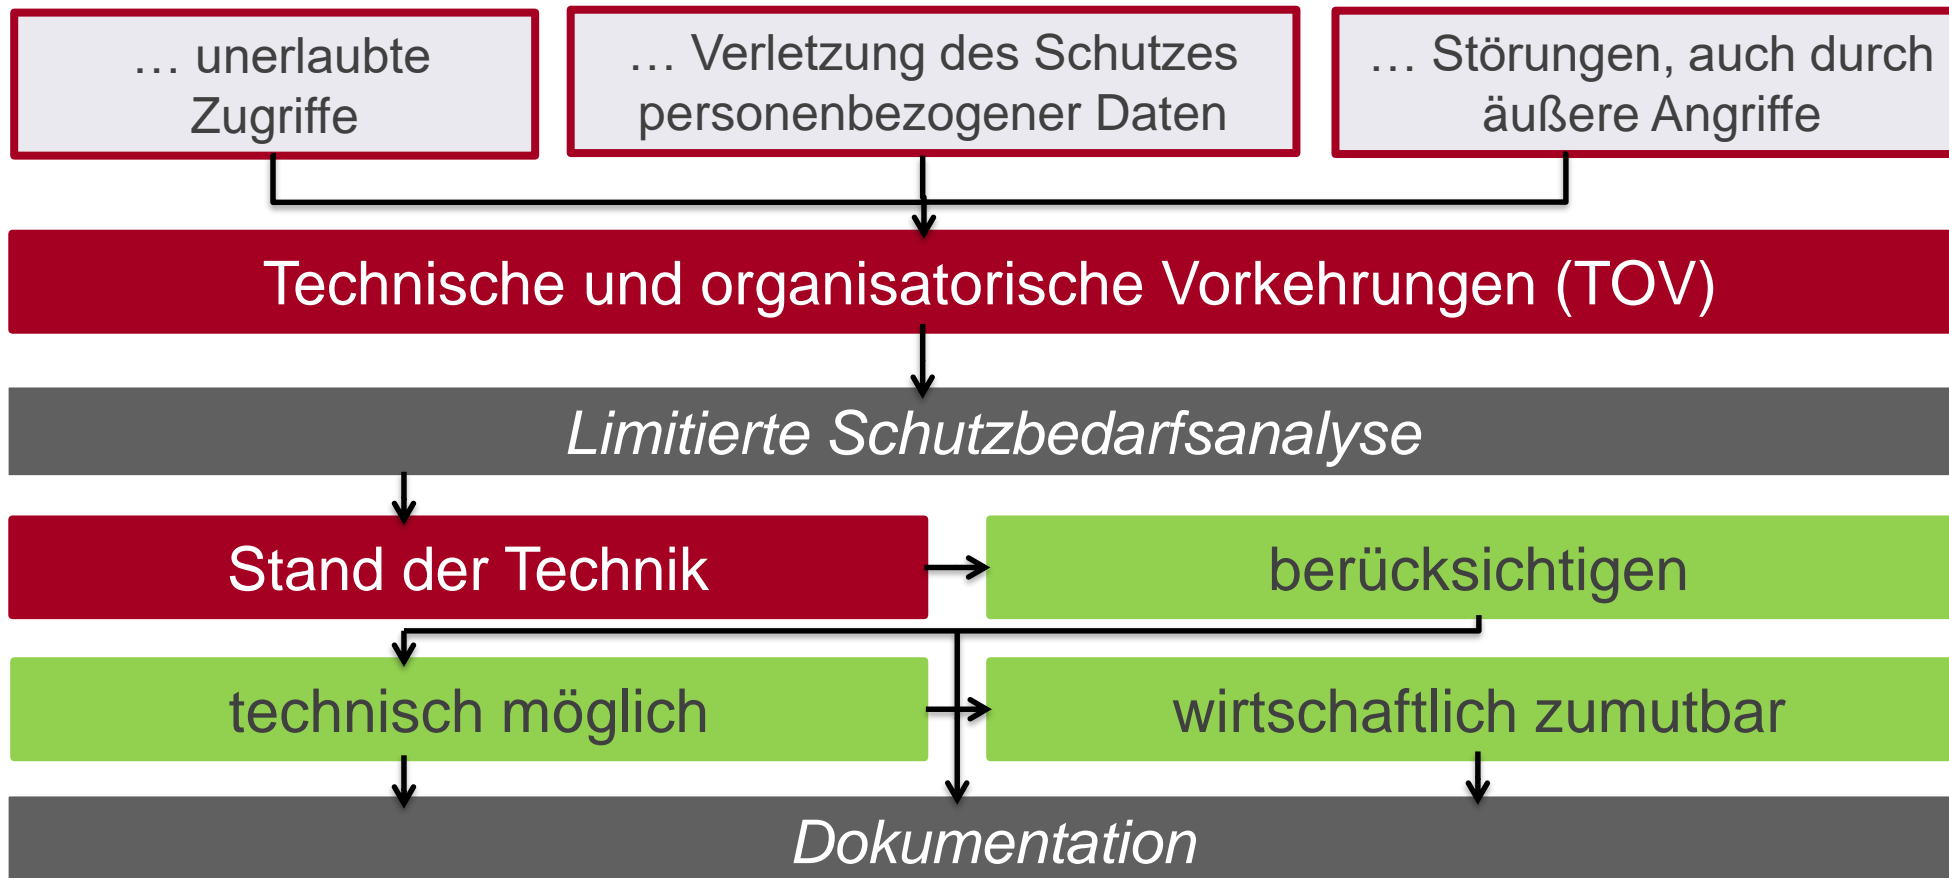 … unerlaubte
Zugriffe
… Verletzung des Schutzes
personenbezogener Daten
… Störungen, auch durch
äußere Angriffe
Technische und organisatorische Vorkehrungen (TOV)
Limitierte Schutzbedarfsanalyse
Stand der Technik
berücksichtigen
technisch möglich
wirtschaftlich zumutbar
Dokumentation